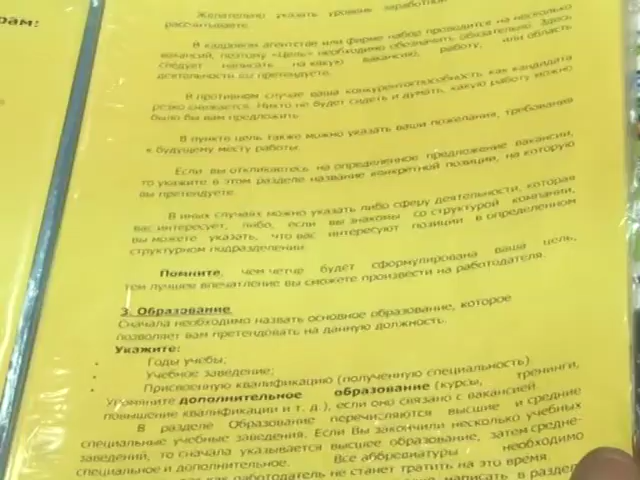 рам:
Желательно указать уровень заработной
рассчитываете.
В кадровом агентстве или фирме набор проводится на несколько
вакансий, поэтому «Цель» необходимо обозначить обязательно. Здесь
следует написать на какую вакансию, работу, или область
деятельности вы претендуете.
В противном случае ваша конкурентоспособность как кандидата
резко снижается. Никто не будет сидеть и думать, какую работу можно
было бы вам предложить.
В пункте цель также можно указать ваши пожелания, требования
к будущему месту работы.
Если вы откликаетесь на определенное предложение вакансии,
то укажите в этом разделе название конкретной позиции, на которую
вы претендуете.
В иных случаях можно указать либо сферу деятельности, которая
вас интересует, либо, если вы знакомы со структурой компании,
вы можете указать, что вас интересуют позиции в определенном
структурном подразделении.
Помните, чем четче будет сформулирована ваша цель,
тем лучшее впечатление вы сможете произвести на работодателя.
3. Образование
Сначала необходимо назвать основное образование, которое
позволяет вам претендовать на данную должность.
Укажите:
• Годы учебы;
• Учебное заведение;
• Присвоенную квалификацию (полученную специальность)
Упомяните дополнительное образование (курсы, тренинги,
повышение квалификации и т. д.), если оно связано с вакансией.
В разделе Образование перечисляются высшие и средние
специальные учебные заведения. Если Вы закончили несколько учебных
заведений, то сначала указывается высшее образование, затем средне-
специальное и дополнительное. Все аббревиатуры необходимо
как работодатель не станет тратить на это время.
написать в раздел